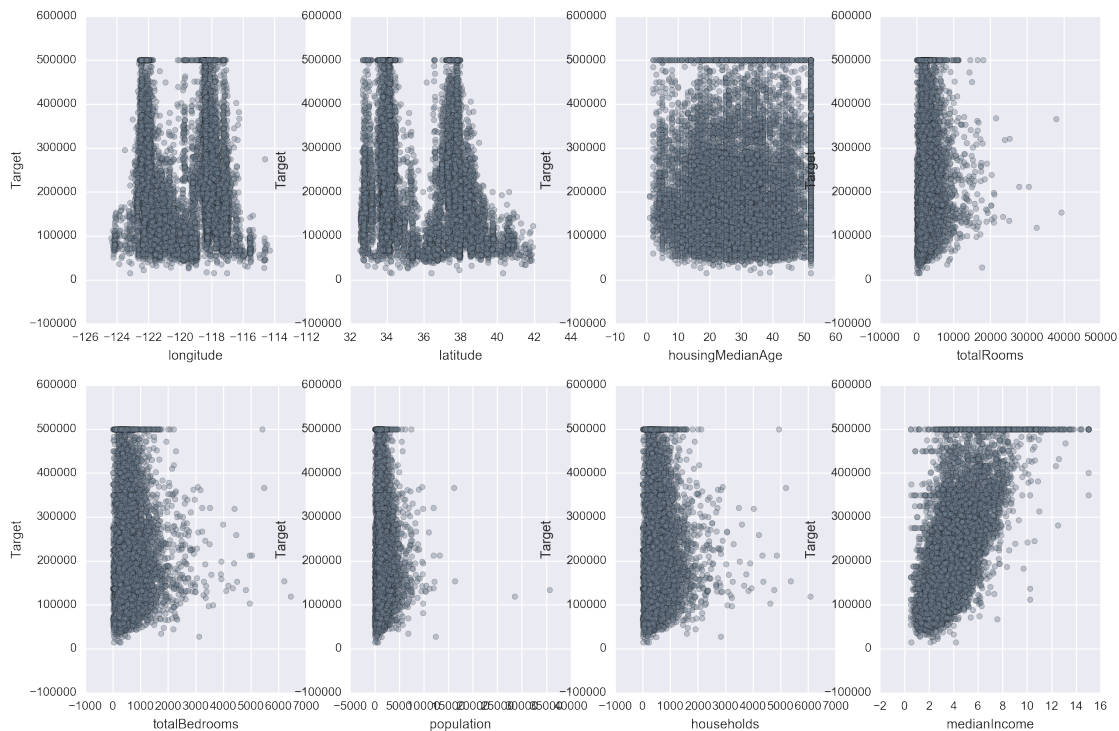 600000 600000 600000 600000
500000 500000 500000 500000
400000 400000 400000 400000
300000 300000 300000 300000
Target Target Target Target
200000 200000 200000 200000
100000 100000 100000 100000
0 0 0 0
−100000 −100000 −100000 −100000
−126 −124 −122 −120 −118 −116 −114 −112 32 34 36 38 40 42 44 −10 0 10 20 30 40 50 60 0 10000 20000 30000 40000 50000
longitude latitude housingMedianAge totalRooms
600000 600000 600000 600000
500000 500000 500000 500000
400000 400000 400000 400000
300000 300000 300000 300000
Target Target Target Target
200000 200000 200000 200000
100000 100000 100000 100000
0 0 0 0
−100000 −100000 −100000 −100000
−1000 0 1000 2000 3000 4000 5000 6000 7000 −5000 0 5000 10000 15000 20000 25000 30000 35000 40000 −1000 0 1000 2000 3000 4000 5000 6000 7000 −2 0 2 4 6 8 10 12 14 16
totalBedrooms population households medianIncome